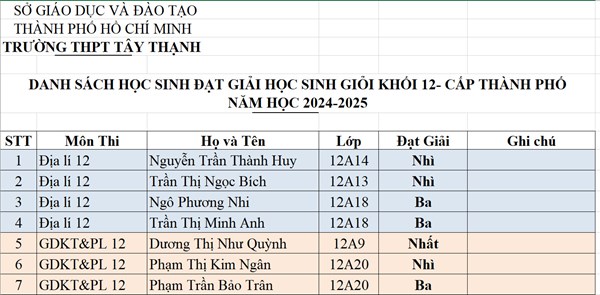 SỞ GIÁO DỤC VÀ ĐÀO TẠO
THÀNH PHỐ HỒ CHÍ MINH
TRƯỜNG THPT TÂY THẠNH
DANH SÁCH HỌC SINH ĐẠT GIẢI HỌC SINH GIỎI KHỐI 12- CẤP THÀNH PHỐ
NĂM HỌC 2024-2025
STT Môn Thi Họ và Tên Lớp Đạt Giải Ghi chú
1 Địa lí 12 Nguyễn Trần Thành Huy 12A14 Nhì
2 Địa lí 12 Trần Thị Ngọc Bích 12A13 Nhì
3 Địa lí 12 Ngô Phương Nhi 12A18 Ba
4 Địa lí 12 Trần Thị Minh Anh 12A18 Ba
5 GDKT&PL 12 Dương Thị Như Quỳnh 12A9 Nhất
6 GDKT&PL 12 Phạm Thị Kim Ngân 12A20 Nhì
7 GDKT&PL 12 Phạm Trần Bảo Trân 12A20 Ba